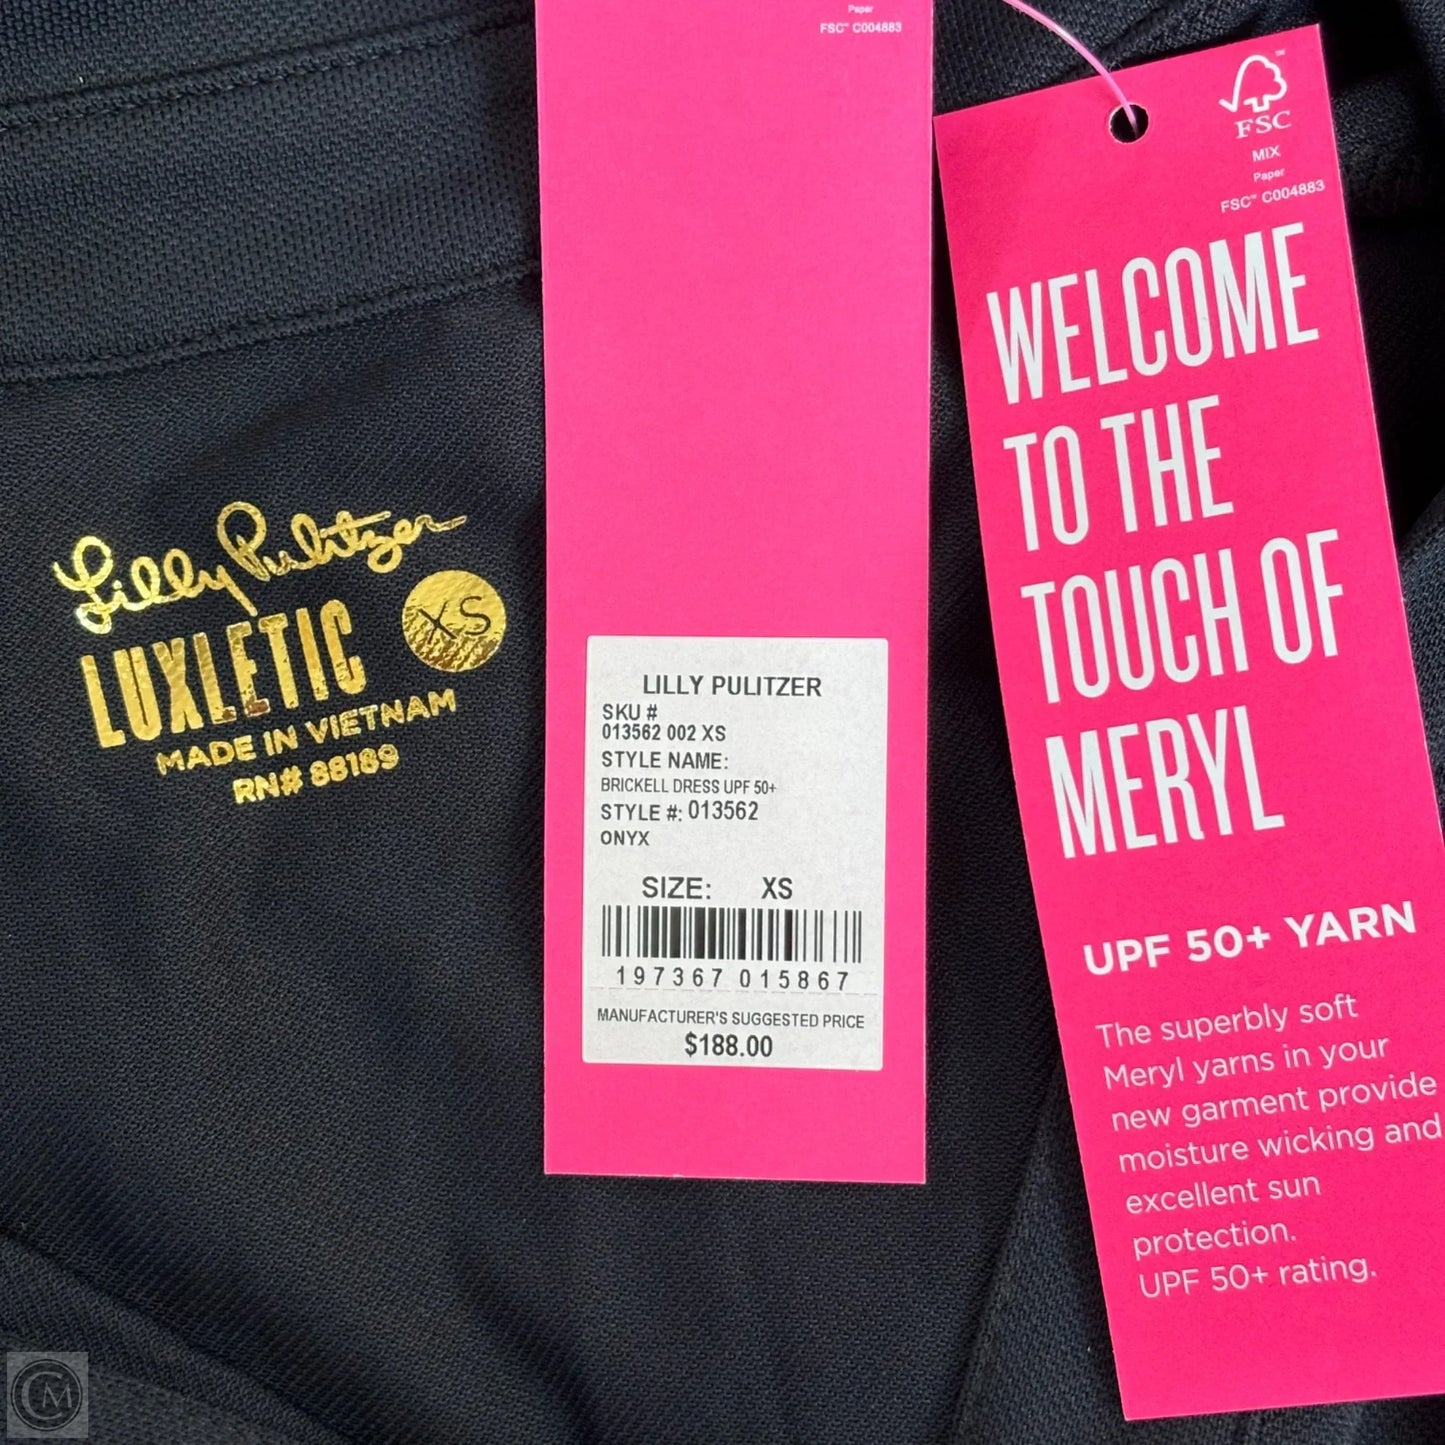 Paper
FSC™ C004883
Lilly Pulitzer
LUXLETIC
XS
MADE IN VIETNAM
RN# 88189
LILLY PULITZER
SKU #
013562 002 XS
STYLE NAME:
BRICKELL DRESS UPF 50+
STYLE #: 013562
ONYX
SIZE: XS
197367 015867
MANUFACTURER'S SUGGESTED PRICE
$188.00
FSC
MIX
Paper
FSC™ C004883
WELCOME
TO THE
TOUCH OF
MERYL
UPF 50+ YARN
The superbly soft
Meryl yarns in your
new garment provide
moisture wicking and
excellent sun
protection.
UPF 50+ rating.
CM